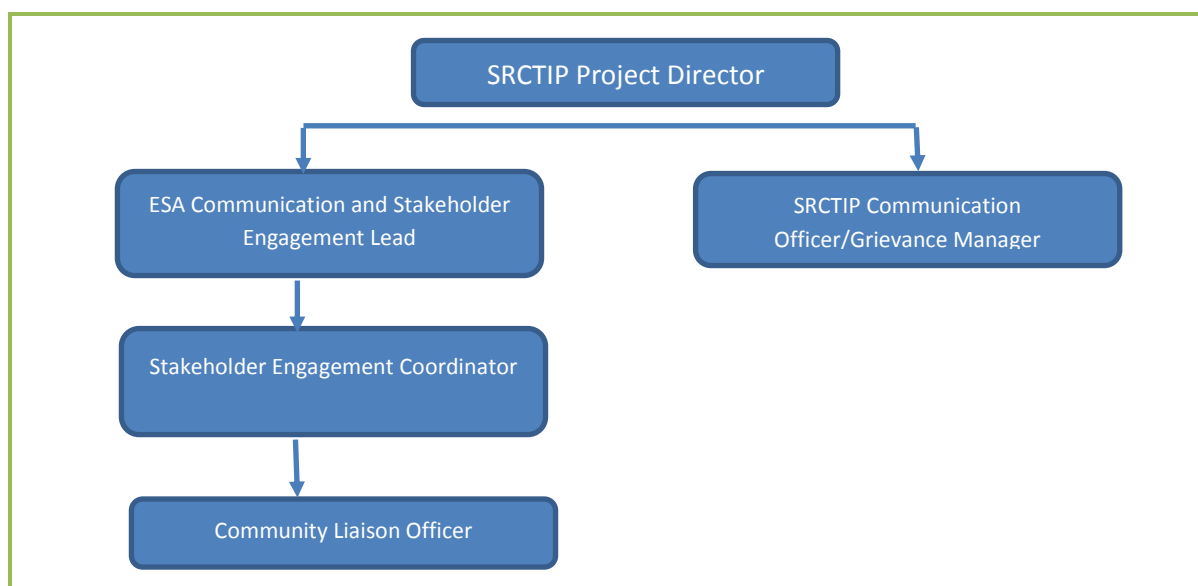 SRCTIP Project Director
ESA Communication and Stakeholder
Engagement Lead
SRCTIP Communication
Officer/Grievance Manager
Stakeholder Engagement Coordinator
Community Liaison Officer